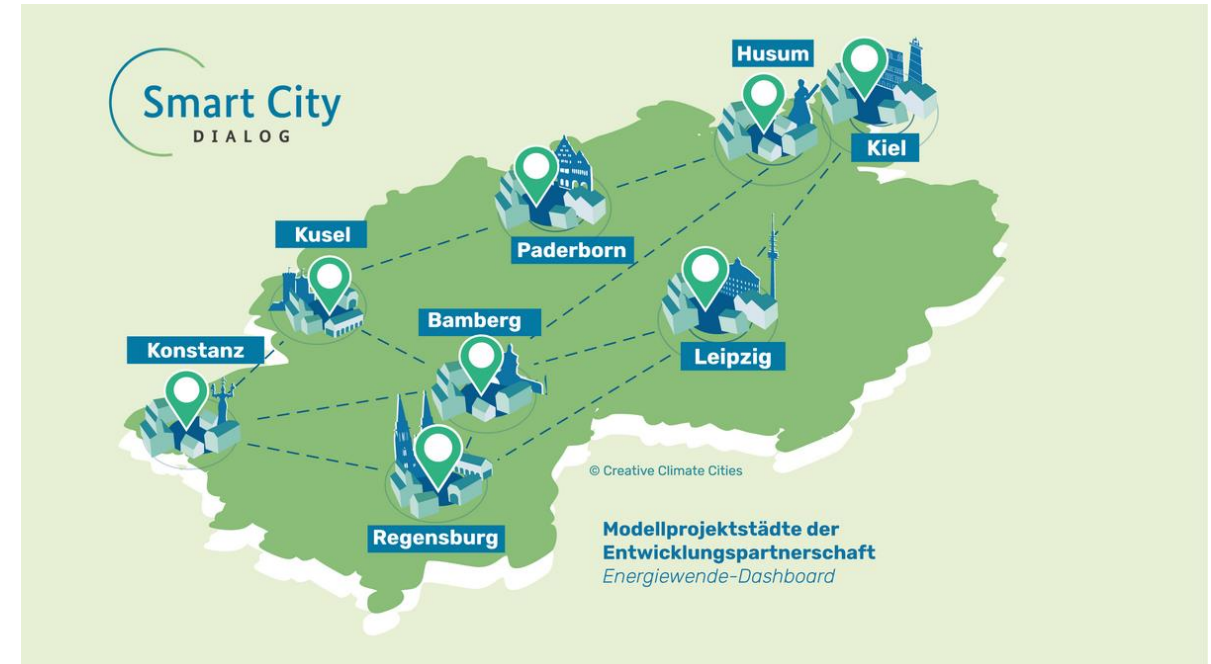 Smart City
DIALOG
Husum
Kiel
Paderborn
Kusel
Bamberg
Konstanz
Leipzig
Regensburg
© Creative Climate Cities
Modellprojektstädte der
Entwicklungspartnerschaft
Energiewende-Dashboard